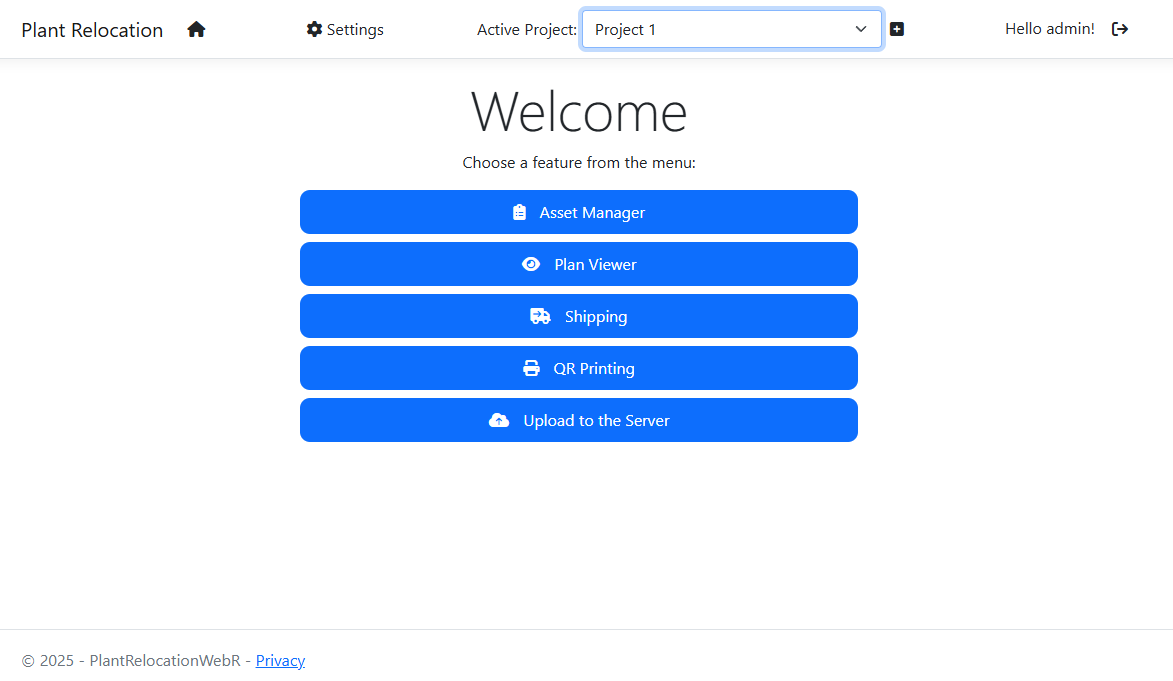 Plant Relocation Settings Active Project: Project 1 Hello admin!
Welcome
Choose a feature from the menu:
Asset Manager
Plan Viewer
Shipping
QR Printing
Upload to the Server
© 2025 - PlantRelocationWebR - Privacy